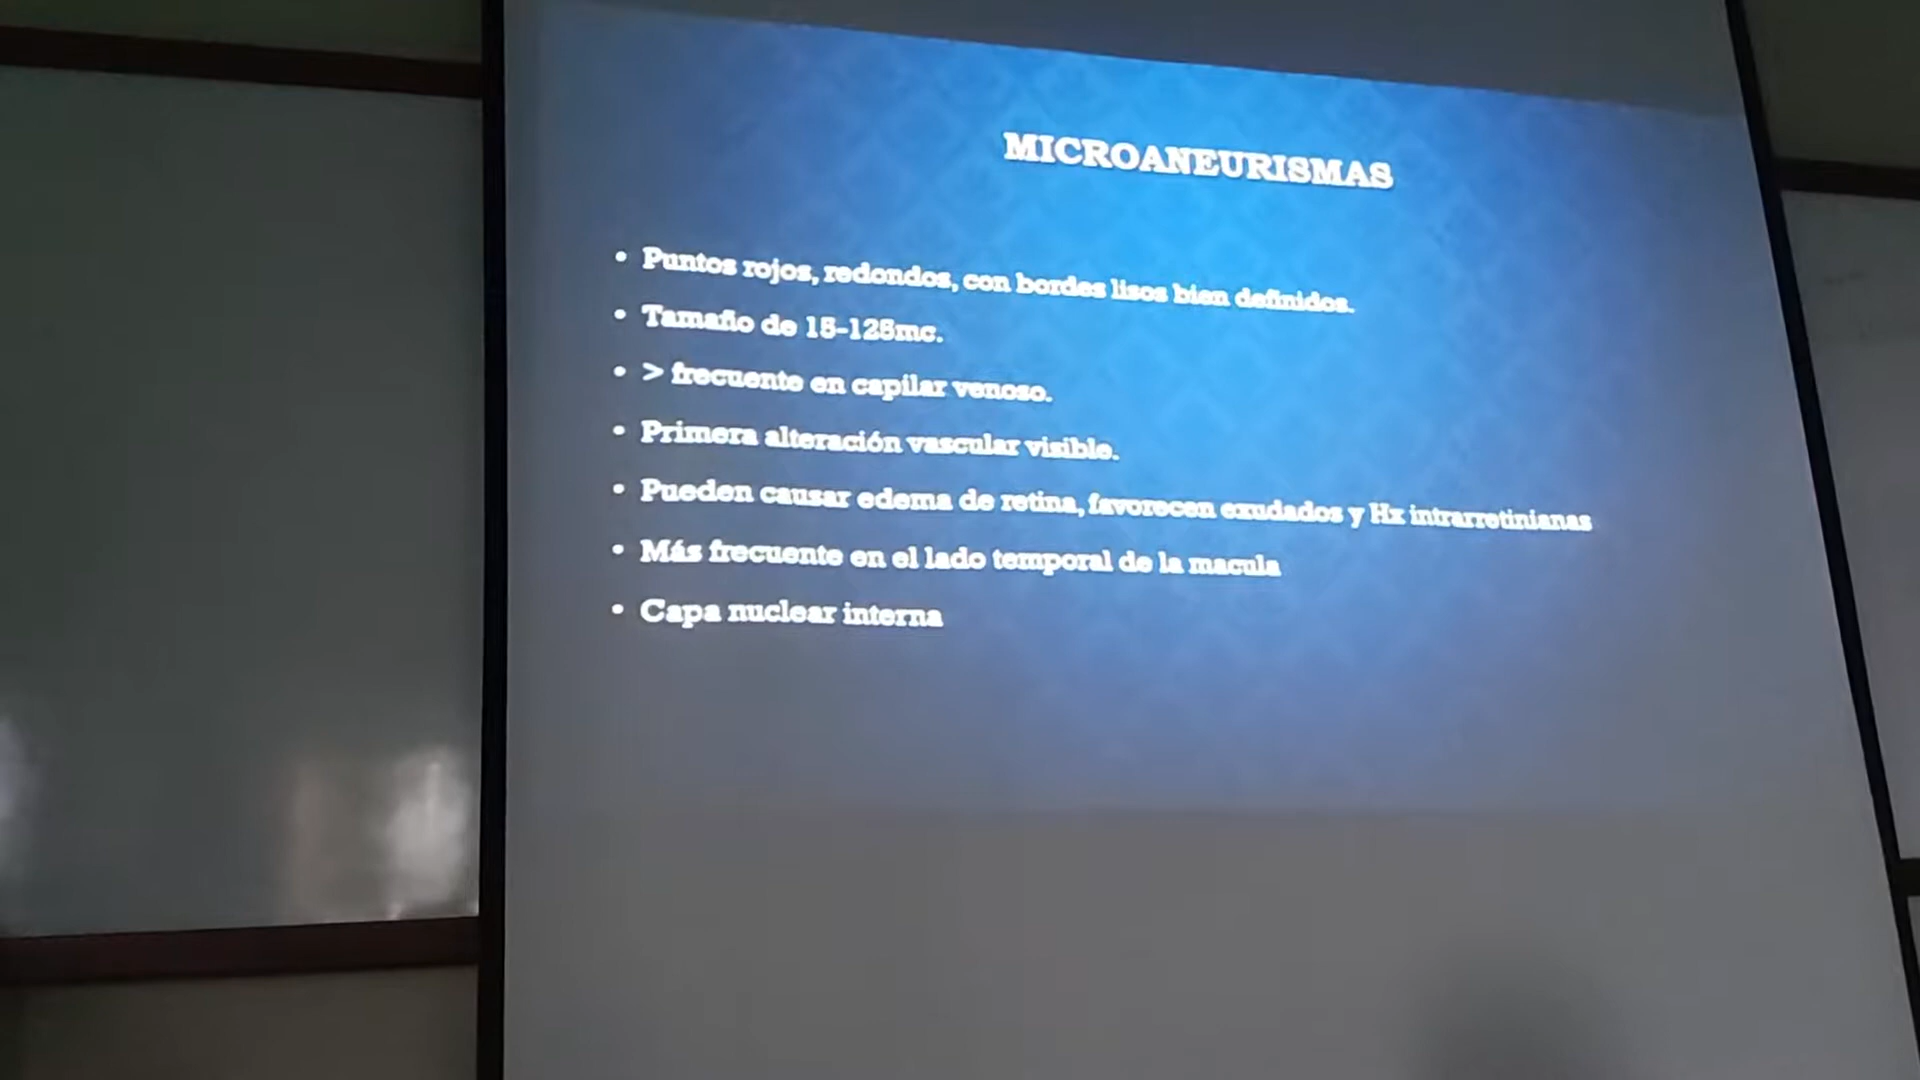 MICROANEURISMAS
• Puntos rojos, redondos, con bordes lisos bien definidos.
• Tamaño de 15-125mc.
• > frecuente en capilar venoso.
• Primera alteración vascular visible.
• Pueden causar edema de retina, favorecen exudados y Hx intrarretinianas
• Más frecuente en el lado temporal de la macula
• Capa nuclear interna